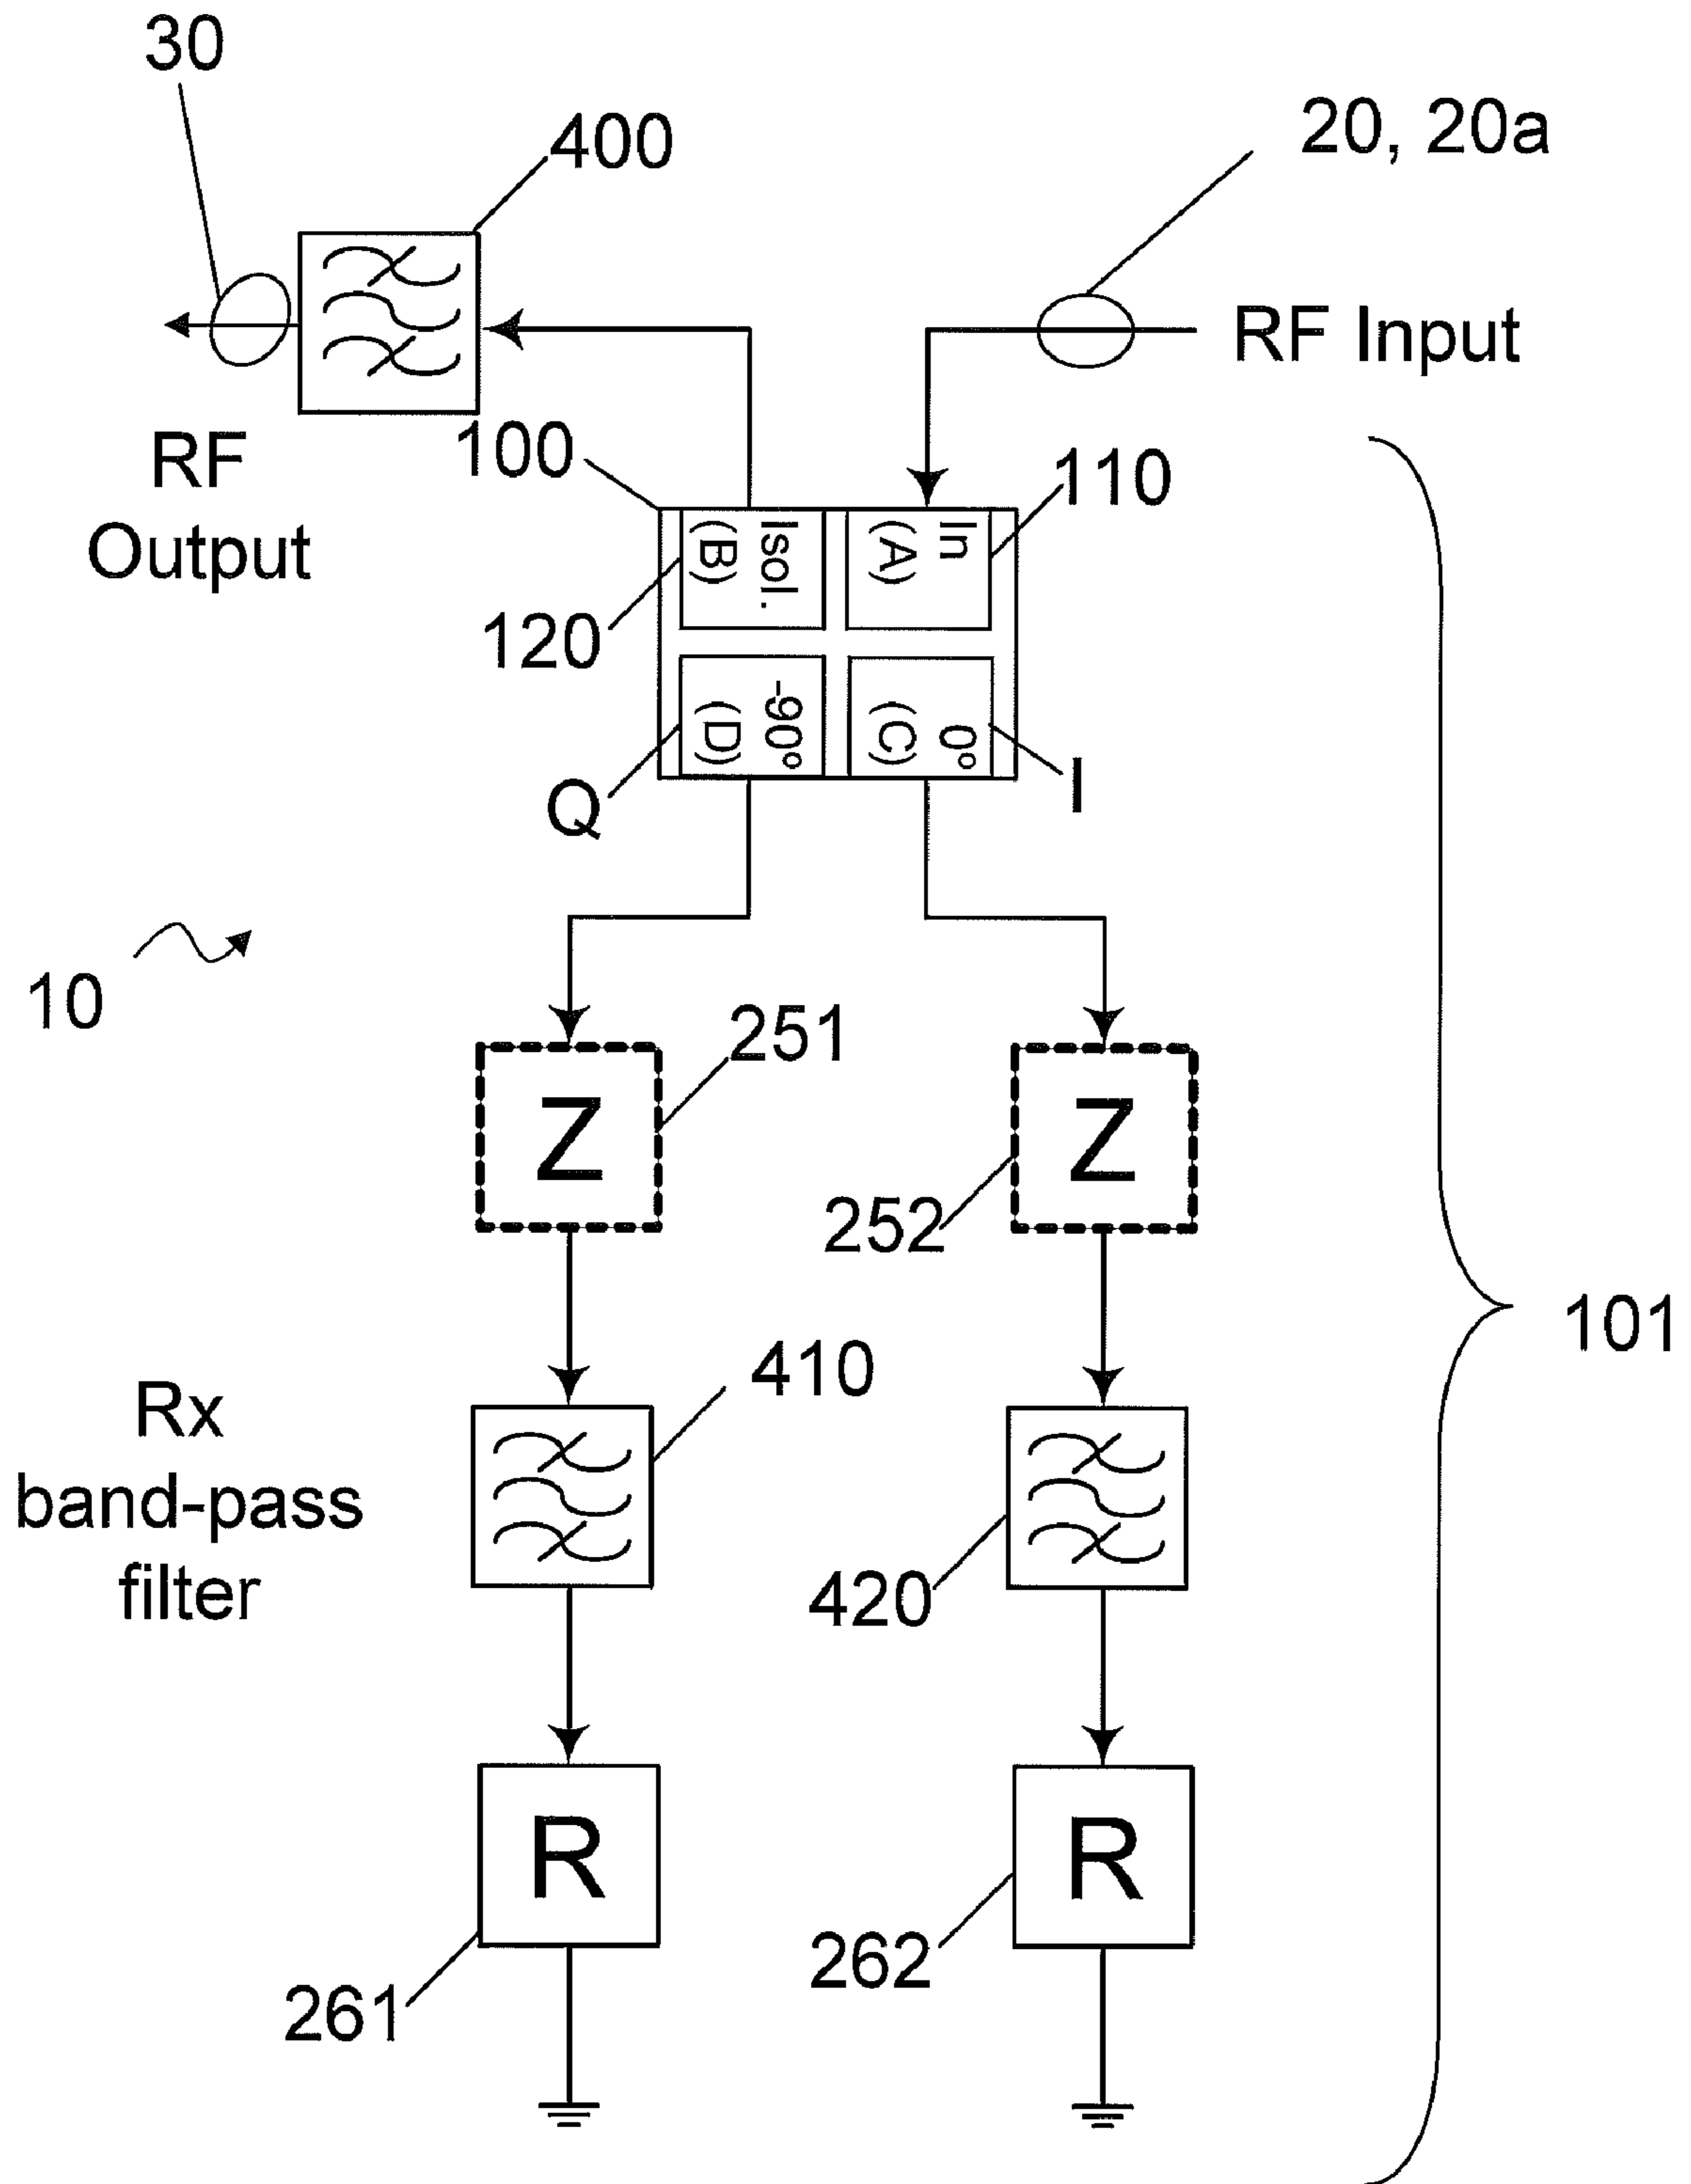 30
400
20, 20a
RF Input
RF
Output
100
110
Isol.
(B)
In
(A)
120
-90°
(D)
0°
(C)
Q
I
10
251
Z
Z
252
101
Rx
band-pass
filter
410
420
R
R
261
262